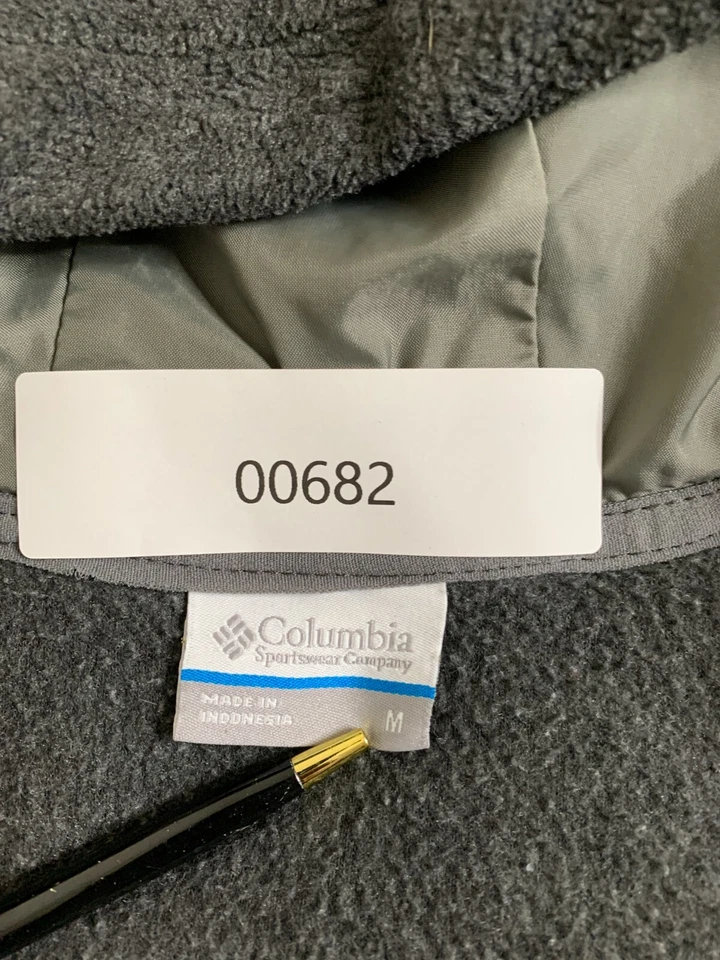 00682
Columbia
Sportswear Company
MADE IN
INDONESIA
M